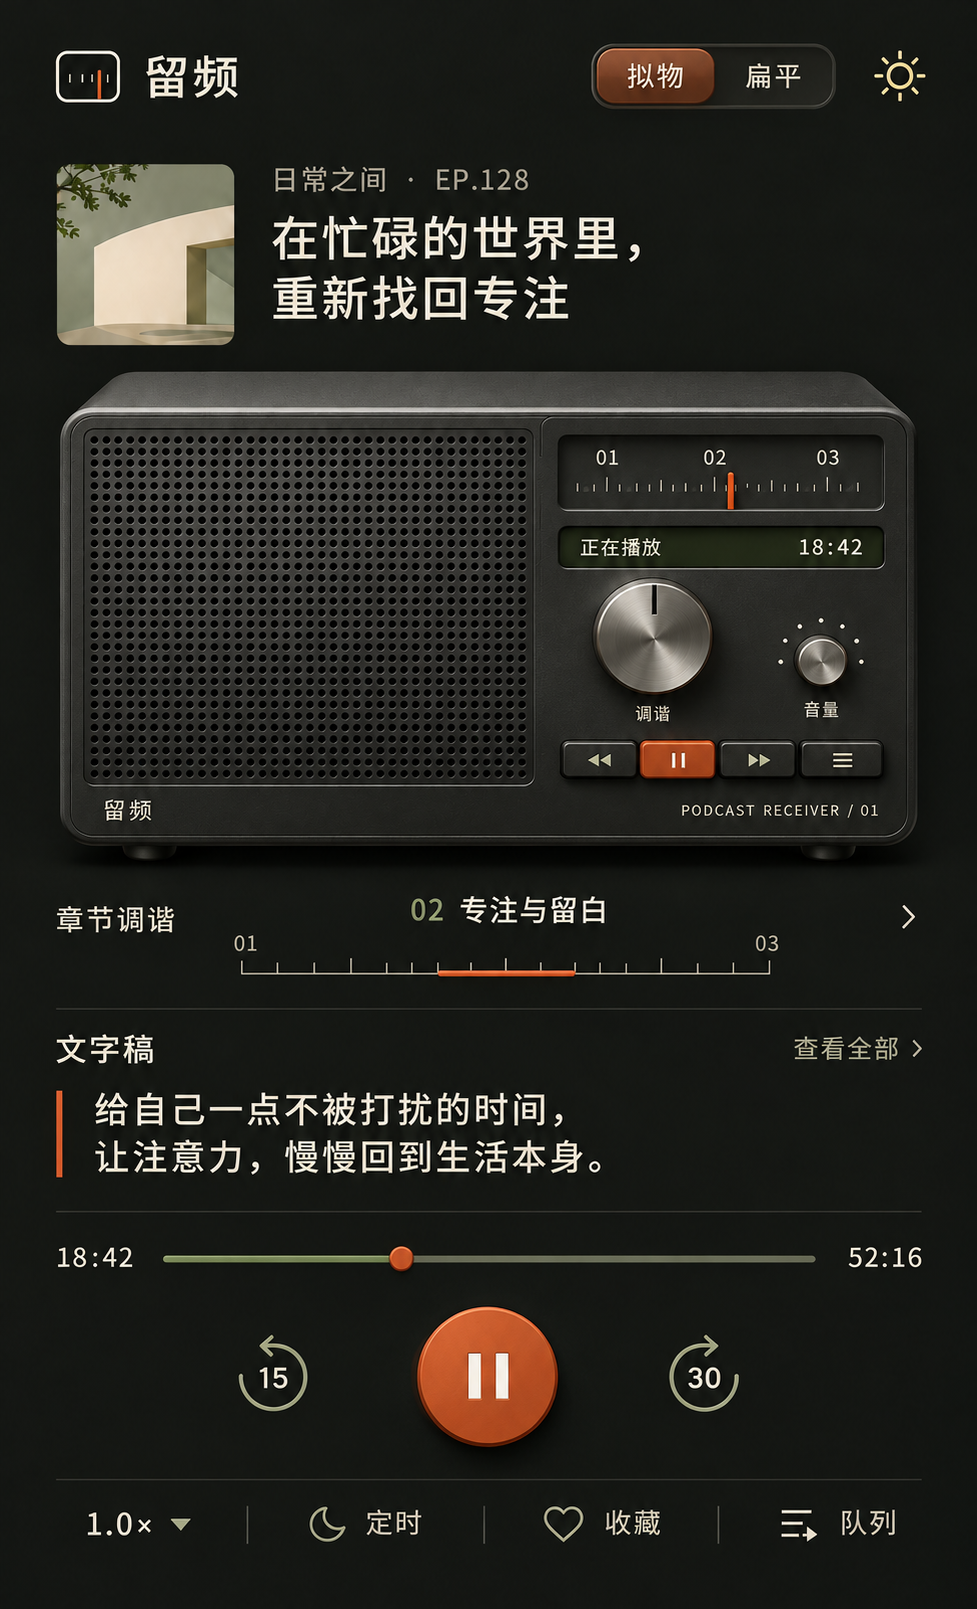 留频
拟物 扁平
日常之间 · EP.128
在忙碌的世界里，
重新找回专注
01 02 03
正在播放 18:42
调谐
音量
留频
PODCAST RECEIVER / 01
章节调谐
02 专注与留白
01 03
文字稿
查看全部
给自己一点不被打扰的时间，
让注意力，慢慢回到生活本身。
18:42 52:16
15 30
1.0× 定时 收藏 队列